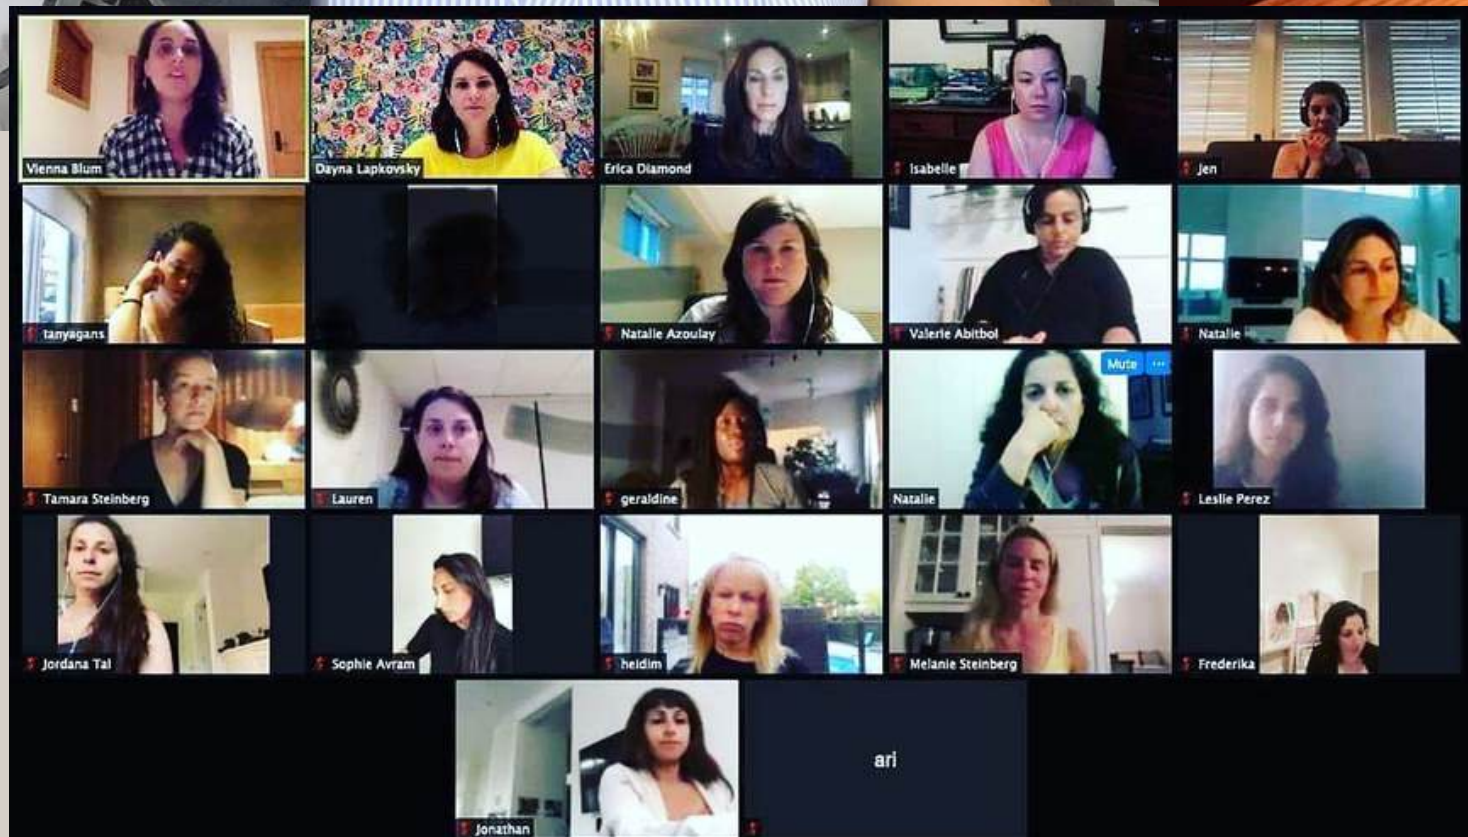 Vienna Blum
Dayna Lapkovsky
Erica Diamond
Isabelle
Jen
tanyagans
Natalie Azoulay
Valerie Abitbol
Natalie
Tamara Steinberg
Lauren
geraldine
Mute ...
Natalie
Leslie Perez
Jordana Tal
Sophie Avram
heidim
Melanie Steinberg
Frederika
Jonathan
ari